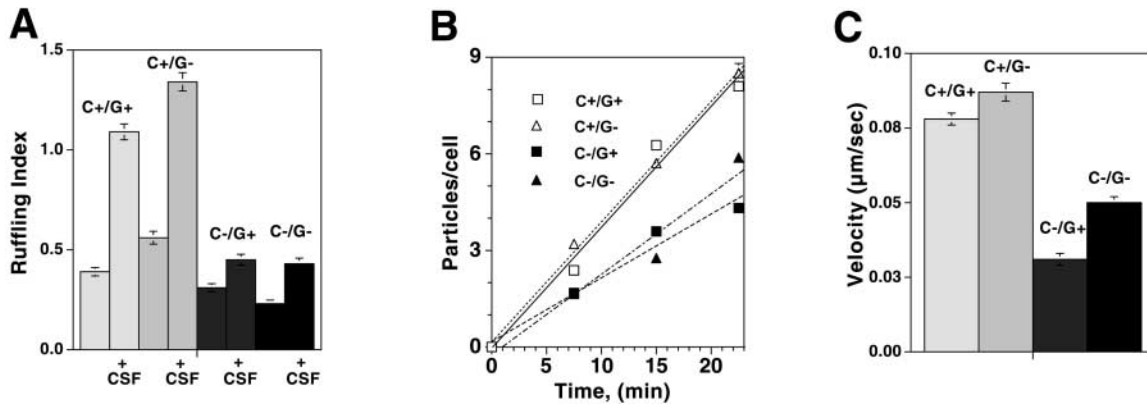 A
Ruffling Index
1.5
1.0
0.5
0.0
C+/G+
C+/G-
C-/G+
C-/G-
+ + + +
CSF CSF CSF CSF
B
Particles/cell
9
6
3
0
C+/G+
C+/G-
C-/G+
C-/G-
0 5 10 15 20
Time, (min)
C
Velocity (μm/sec)
0.10
0.08
0.05
0.03
0.00
C+/G+
C+/G-
C-/G+
C-/G-